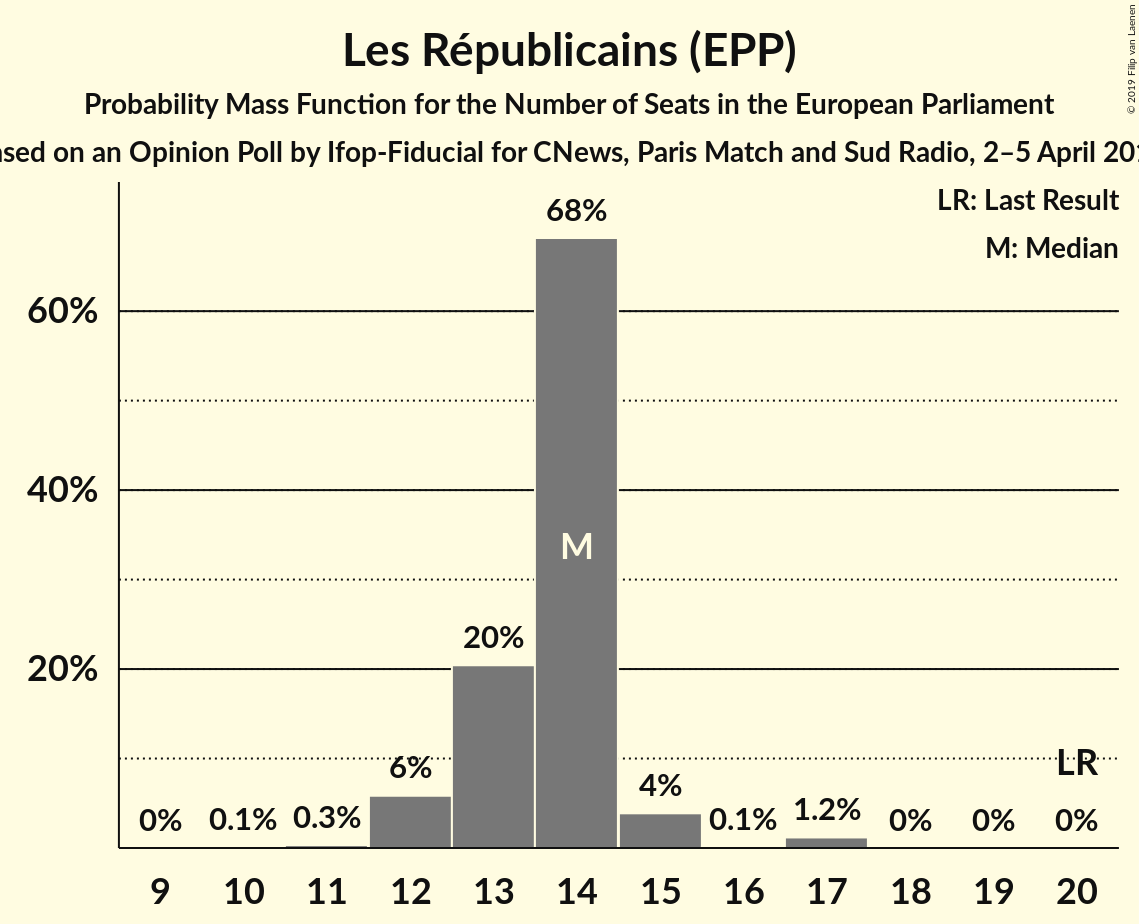 Les Républicains (EPP)
Probability Mass Function for the Number of Seats in the European Parliament
on an Opinion Poll by Ifop-Fiducial for CNews, Paris Match and Sud Radio, 2–5 April
© 2019 Filip van Laenen
LR: Last Result
M: Median
68%
60%
40%
M
20%
20%
LR
6%
4%
0% 0.1% 0.3% 0.1% 1.2% 0% 0% 0%
9 10 11 12 13 14 15 16 17 18 19 20